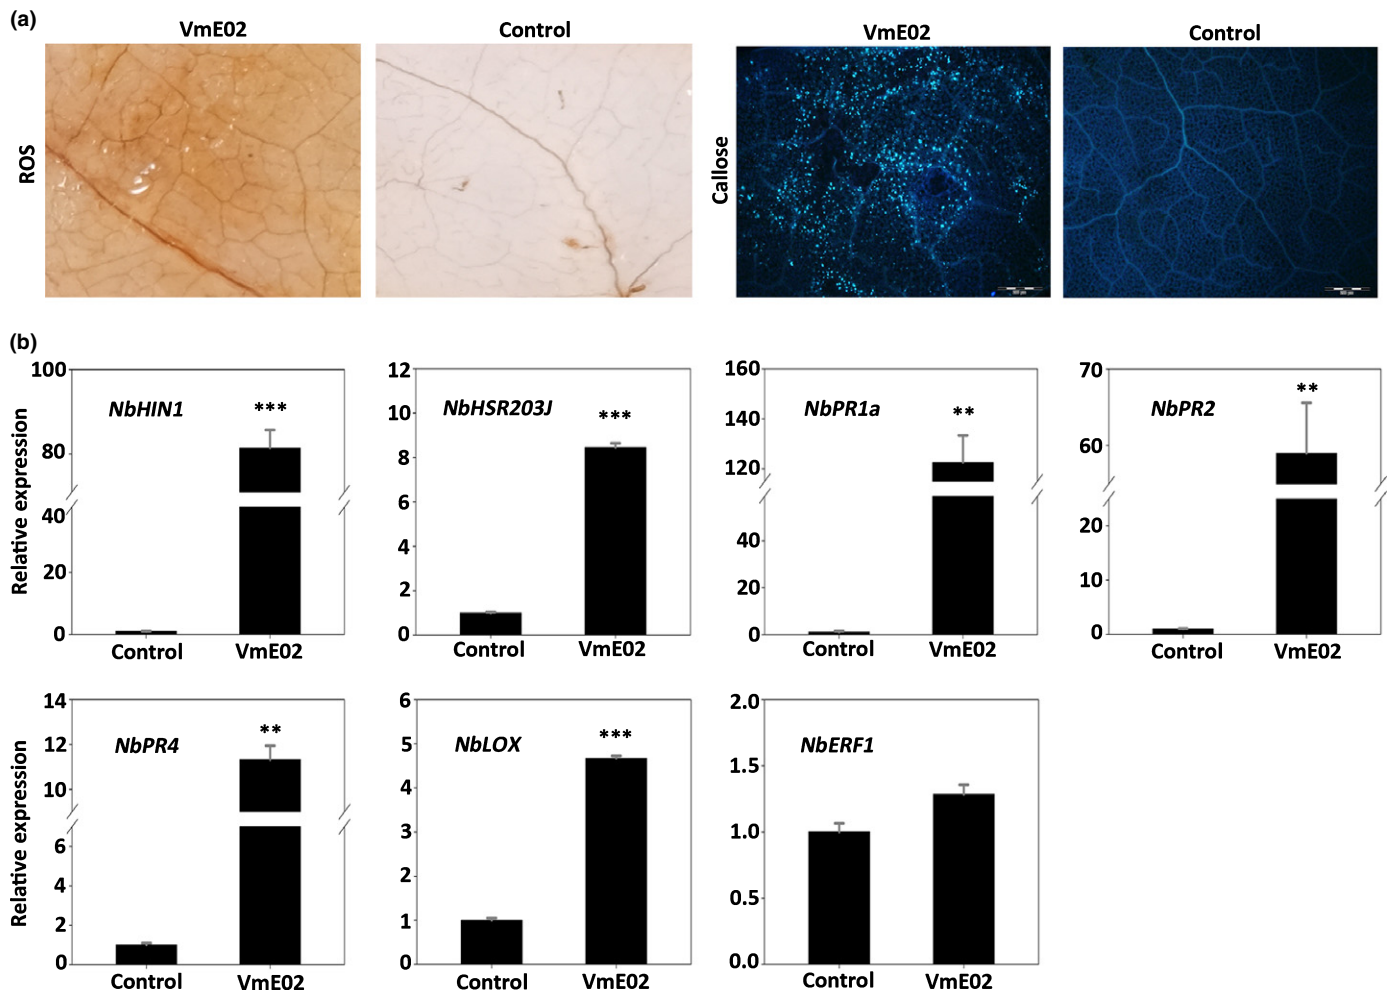 (a)
VmE02
Control
VmE02
Control
ROS
Callose
(b)
Relative expression
100
80
40
20
0
NbHIN1
***
Control
VmE02
12
10
8
6
4
2
0
NbHSR203J
***
Control
VmE02
160
140
120
40
20
0
NbPR1a
**
Control
VmE02
70
60
20
10
0
NbPR2
**
Control
VmE02
Relative expression
14
12
10
6
4
2
0
NbPR4
**
Control
VmE02
6
5
4
3
2
1
0
NbLOX
***
Control
VmE02
2.0
1.5
1.0
0.5
0.0
NbERF1
Control
VmE02